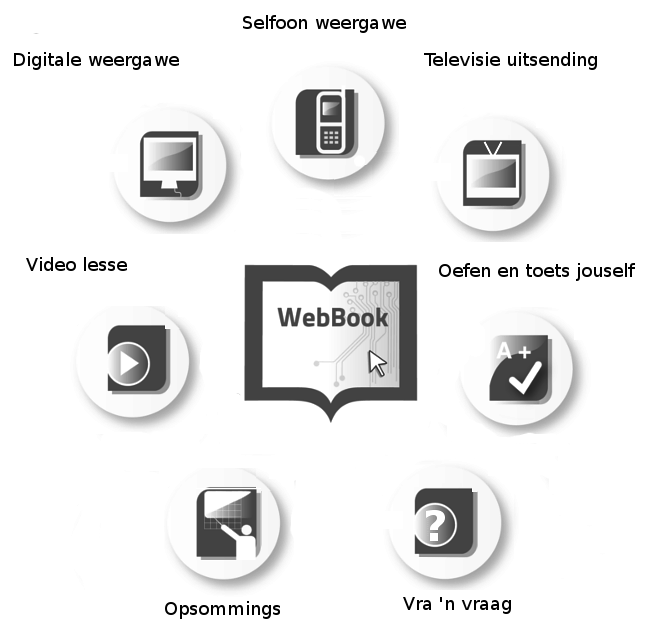 Selfoon weergawe
Digitale weergawe
Televisie uitsending
Video lesse
Oefen en toets jouself
WebBook
A +
?
Opsommings
Vra 'n vraag